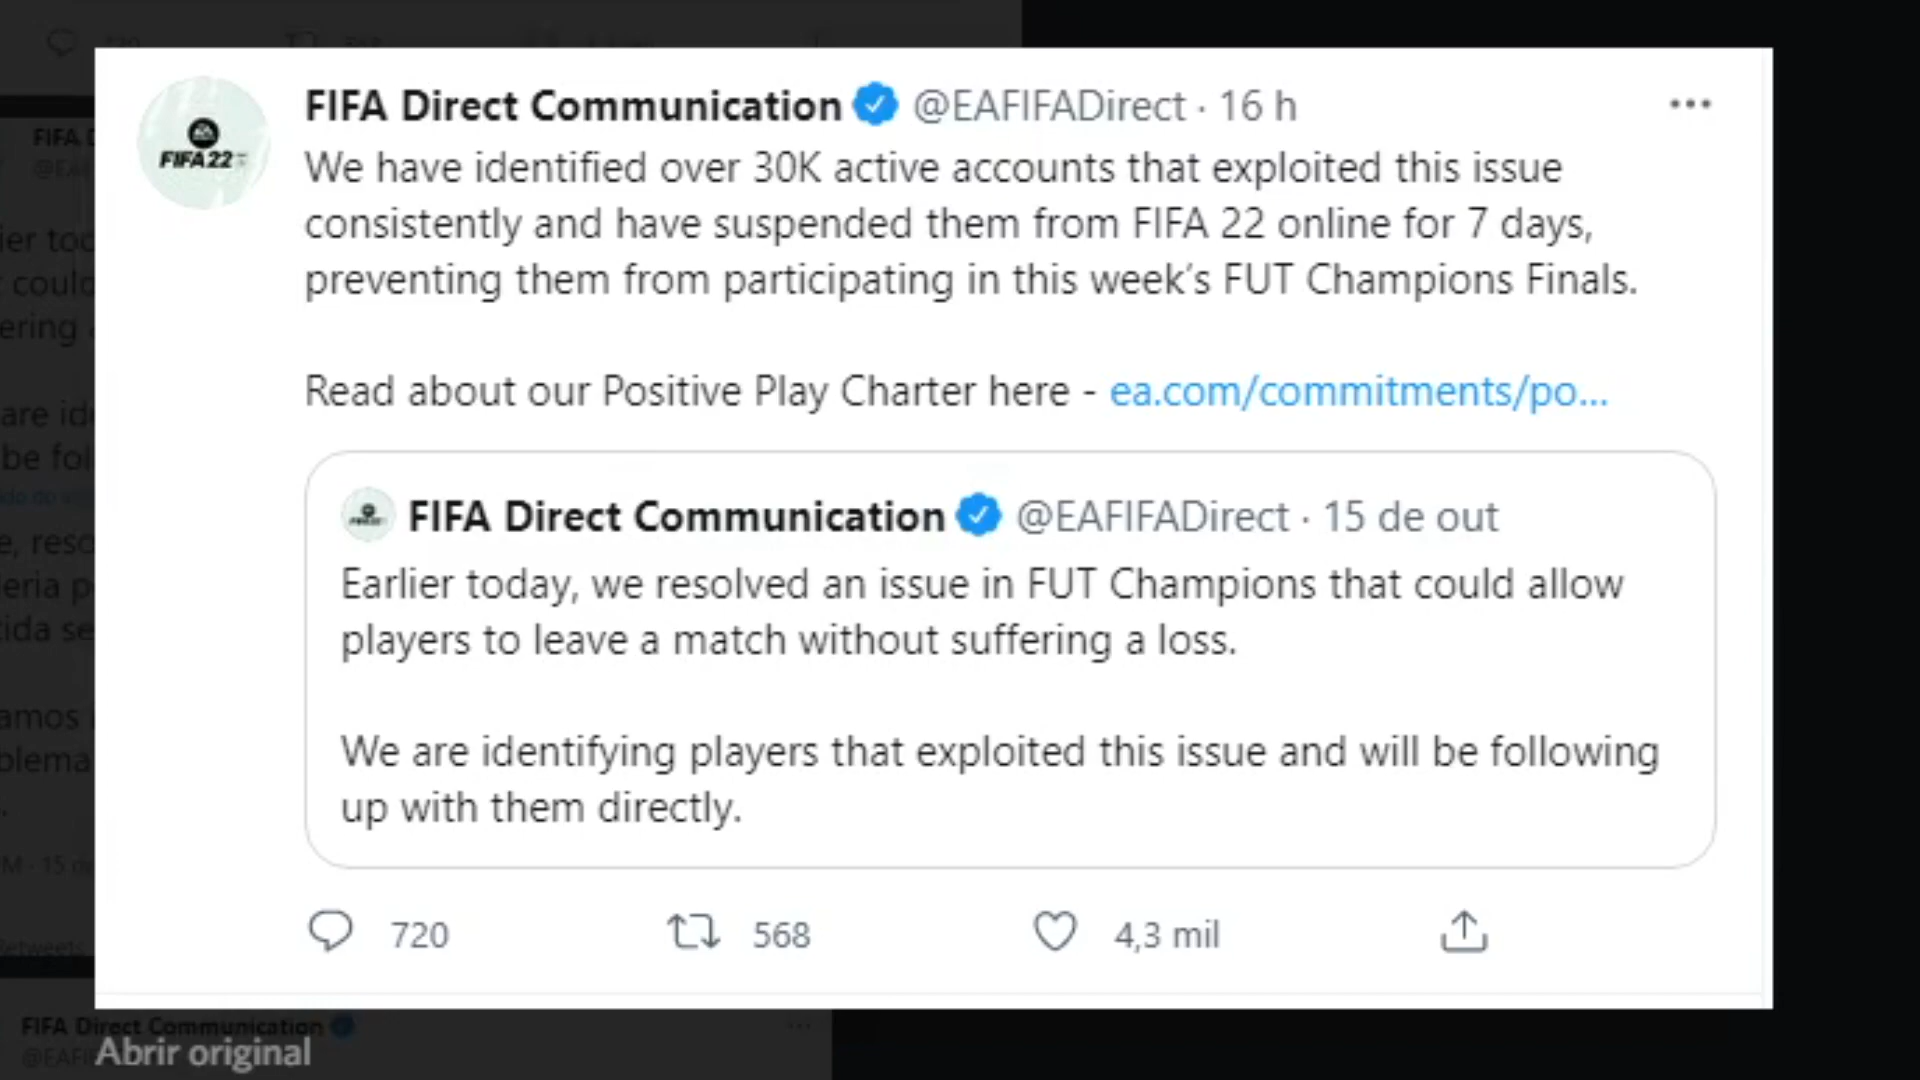 FIFA Direct Communication @EAFIFADirect · 16 h
FIFA 22
We have identified over 30K active accounts that exploited this issue
consistently and have suspended them from FIFA 22 online for 7 days,
preventing them from participating in this week's FUT Champions Finals.
Read about our Positive Play Charter here - ea.com/commitments/po...
FIFA Direct Communication @EAFIFADirect · 15 de out
Earlier today, we resolved an issue in FUT Champions that could allow
players to leave a match without suffering a loss.
We are identifying players that exploited this issue and will be following
up with them directly.
720 568 4,3 mil
FIFA Direct Communication
Abrir original